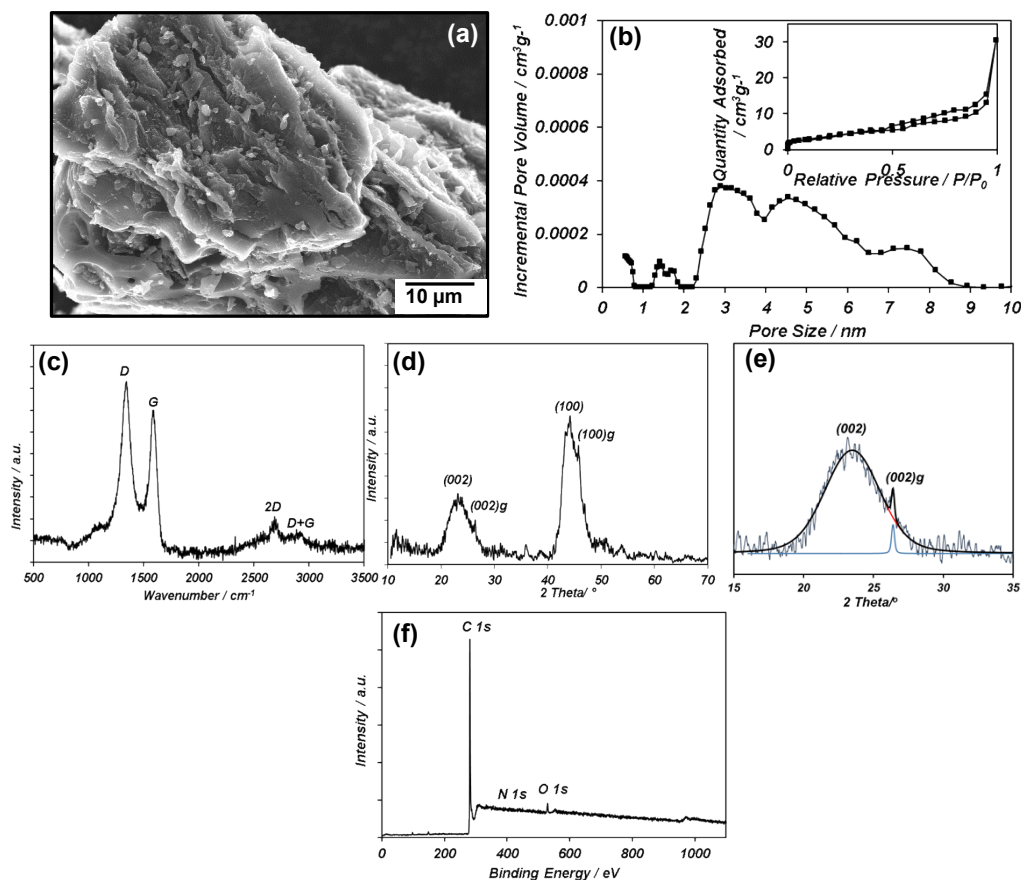 (a)
10 µm
(b)
Incremental Pore Volume / cm³g⁻¹
0.001
0.0008
0.0006
0.0004
0.0002
0
0 1 2 3 4 5 6 7 8 9 10
Pore Size / nm
Quantity Adsorbed
/ cm³g⁻¹
30
20
10
0
0 0.5 1
Relative Pressure / P/P₀
(c)
Intensity / a.u.
D
G
2D
D+G
500 1000 1500 2000 2500 3000 3500
Wavenumber / cm⁻¹
(d)
Intensity / a.u.
(002)
(002)g
(100)
(100)g
10 20 30 40 50 60 70
2 Theta/ °
(e)
Intensity / a.u.
(002)
(002)g
15 20 25 30 35
2 Theta/º
(f)
Intensity / a.u.
C 1s
N 1s O 1s
0 200 400 600 800 1000
Binding Energy / eV